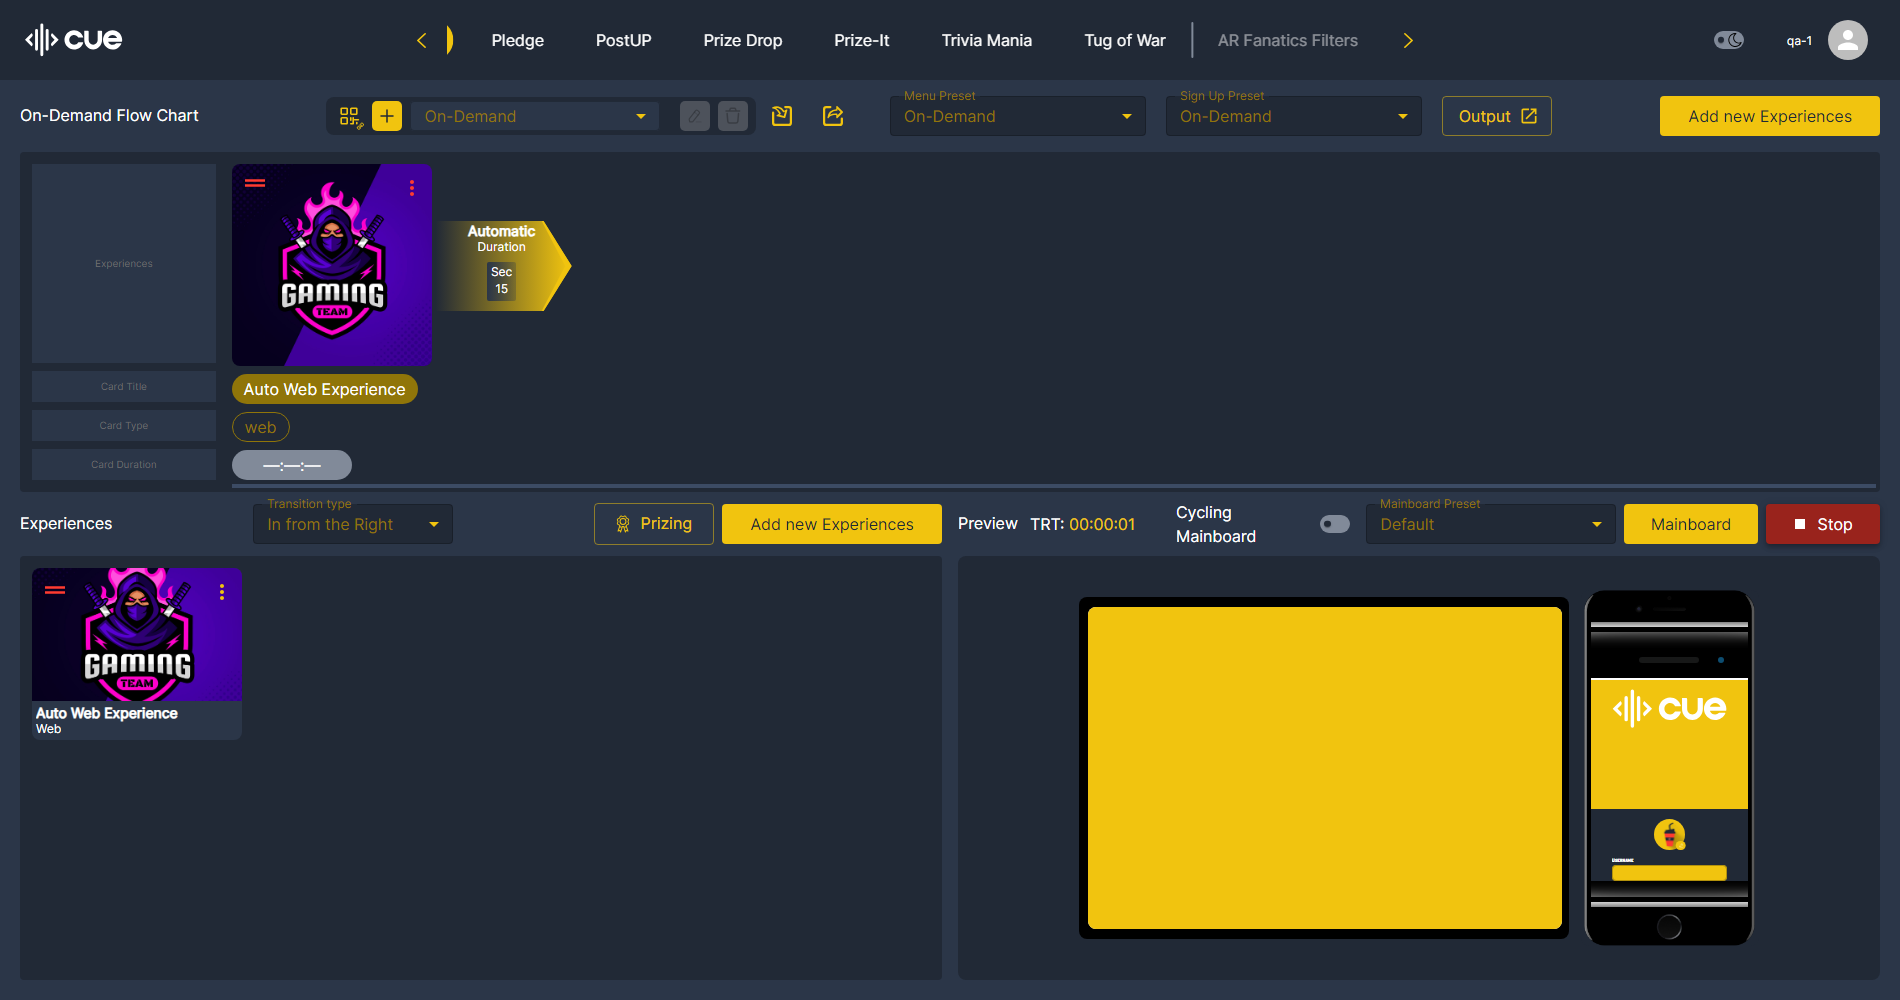 cue
Pledge
PostUP
Prize Drop
Prize-It
Trivia Mania
Tug of War
AR Fanatics Filters
qa-1
On-Demand Flow Chart
On-Demand
Menu Preset
On-Demand
Sign Up Preset
On-Demand
Output
Add new Experiences
Experiences
GAMING
TEAM
Automatic
Duration
Sec
15
Card Title
Auto Web Experience
Card Type
web
Card Duration
—:—:—
Experiences
Transition type
In from the Right
Prizing
Add new Experiences
Preview
TRT: 00:00:01
Cycling
Mainboard
Mainboard Preset
Default
Mainboard
Stop
GAMING
TEAM
Auto Web Experience
Web
cue
USERNAME